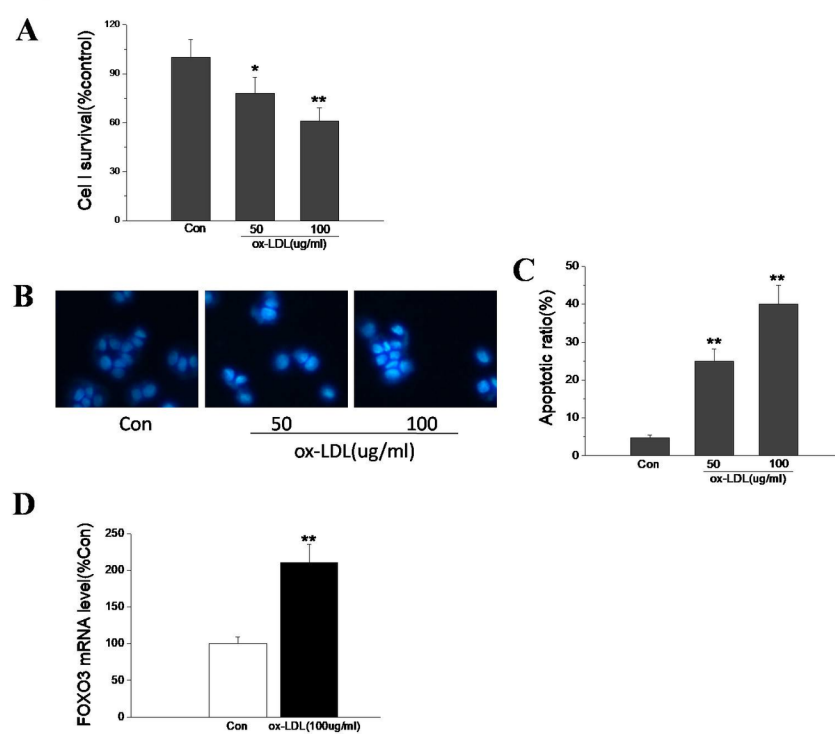 A
Cel l survival(%control)
120
90
60
30
0
*
**
Con
50
100
ox-LDL(ug/ml)
B
Con
50
100
ox-LDL(ug/ml)
C
Apoptotic ratio(%)
50
40
30
20
10
0
**
**
Con
50
100
ox-LDL(ug/ml)
D
FOXO3 mRNA level(%Con)
250
200
150
100
50
0
**
Con
ox-LDL(100ug/ml)